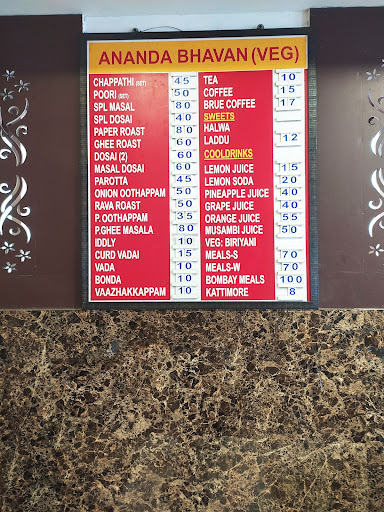 ANANDA BHAVAN (VEG)
CHAPPATHI (SET) 45
POORI (SET) 50
SPL MASAL 80
SPL DOSAI 40
PAPER ROAST 80
GHEE ROAST 60
DOSAI (2) 60
MASAL DOSAI 60
PAROTTA 45
ONION OOTHAPPAM 50
RAVA ROAST 50
P. OOTHAPPAM 35
P.GHEE MASALA 80
IDDLY 10
CURD VADAI 15
VADA 10
BONDA 10
VAAZHAKKAPPAM 10
TEA 10
COFFEE 15
BRUE COFFEE 17
SWEETS
HALWA
LADDU 12
COOLDRINKS
LEMON JUICE 15
LEMON SODA 20
PINEAPPLE JUICE 40
GRAPE JUICE 40
ORANGE JUICE 55
MUSAMBI JUICE 50
VEG: BIRIYANI
MEALS-S 70
MEALS-W 70
BOMBAY MEALS 100
KATTIMORE 8